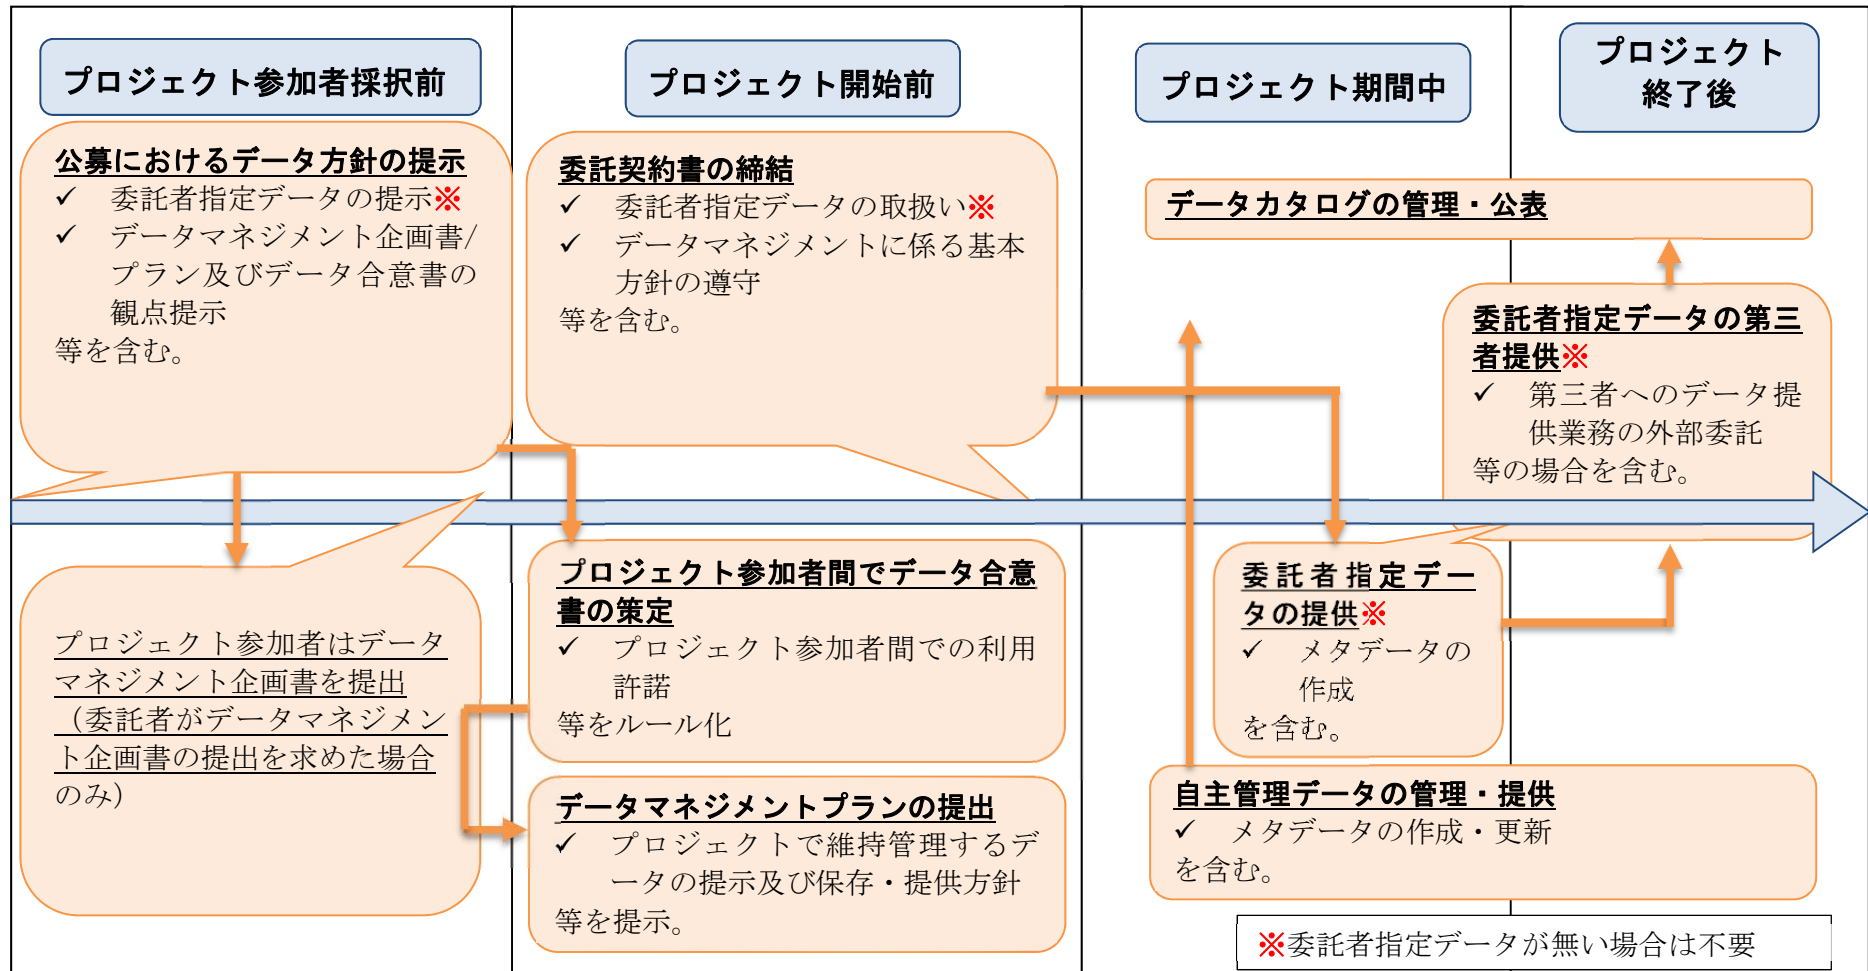 プロジェクト参加者採択前
公募におけるデータ方針の提示
✓ 委託者指定データの提示※
✓ データマネジメント企画書/
プラン及びデータ合意書の
観点提示
等を含む。
プロジェクト参加者はデータ
マネジメント企画書を提出
（委託者がデータマネジメン
ト企画書の提出を求めた場合
のみ）
プロジェクト開始前
委託契約書の締結
✓ 委託者指定データの取扱い※
✓ データマネジメントに係る基本
方針の遵守
等を含む。
プロジェクト参加者間でデータ合意
書の策定
✓ プロジェクト参加者間での利用
許諾
等をルール化
データマネジメントプランの提出
✓ プロジェクトで維持管理するデ
ータの提示及び保存・提供方針
等を提示。
プロジェクト期間中
プロジェクト
終了後
データカタログの管理・公表
委託者指定データの第三
者提供※
✓ 第三者へのデータ提
供業務の外部委託
等の場合を含む。
委託者指定デー
タの提供※
✓ メタデータの
作成
を含む。
自主管理データの管理・提供
✓ メタデータの作成・更新
を含む。
※委託者指定データが無い場合は不要